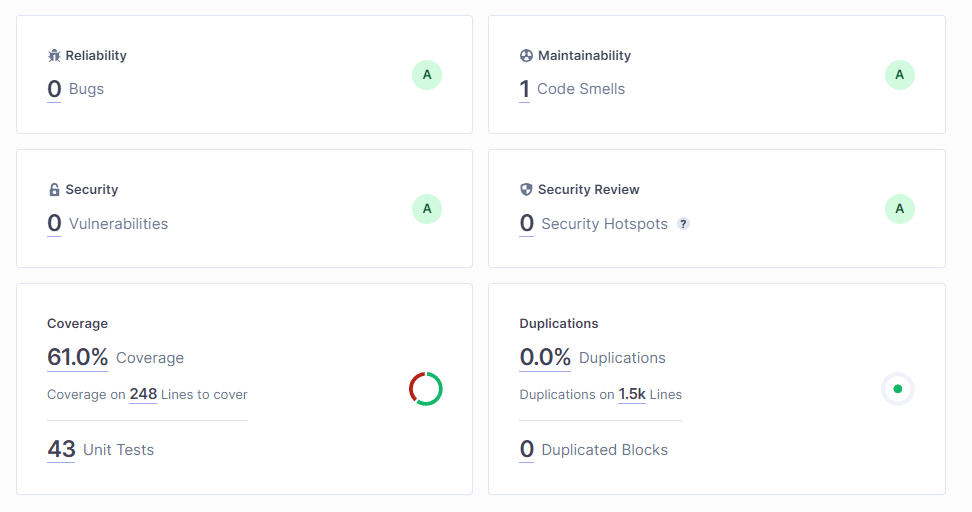 Reliability
0 Bugs
A
Maintainability
1 Code Smells
A
Security
0 Vulnerabilities
A
Security Review
0 Security Hotspots ?
A
Coverage
61.0% Coverage
Coverage on 248 Lines to cover
43 Unit Tests
Duplications
0.0% Duplications
Duplications on 1.5k Lines
0 Duplicated Blocks